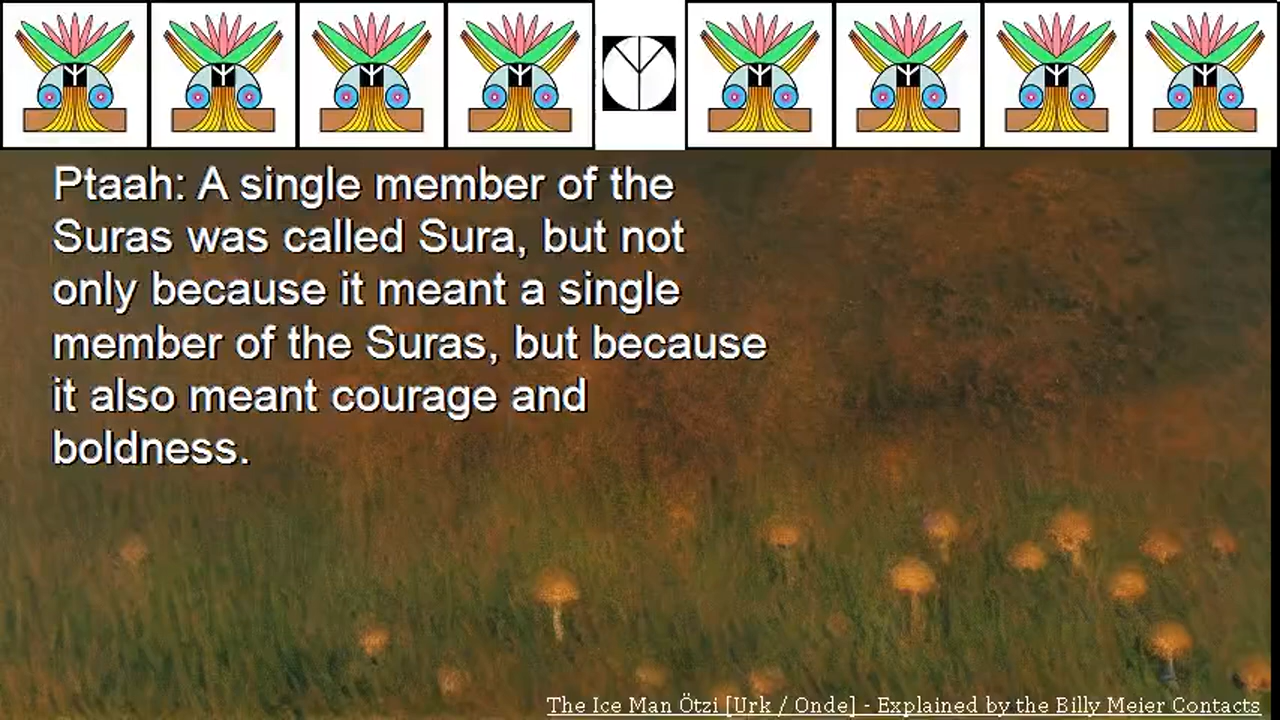 Ptaah: A single member of the
Suras was called Sura, but not
only because it meant a single
member of the Suras, but because
it also meant courage and
boldness.
The Ice Man Ötzi [Urk / Onde] - Explained by the Billy Meier Contacts